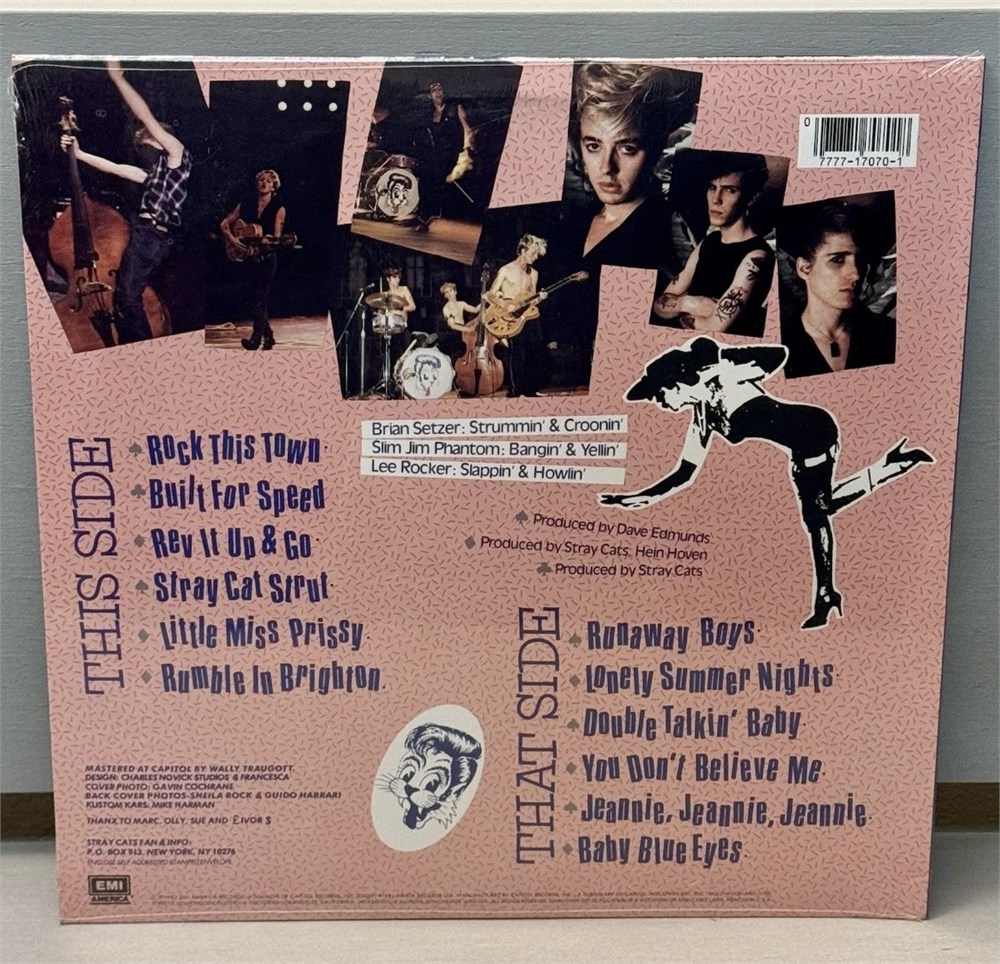 0
7777-17070-1
Brian Setzer: Strummin' & Croonin'
Slim Jim Phantom: Bangin' & Yellin'
Lee Rocker: Slappin' & Howlin'
THIS SIDE
♠ Rock This Town
♣ Built For Speed
♦ Rev It Up & Go
♠ Stray Cat Strut
♠ Little Miss Prissy
♦ Rumble In Brighton
♠ Produced by Dave Edmunds
♦ Produced by Stray Cats, Hein Hoven
♣ Produced by Stray Cats
THAT SIDE
♠ Runaway Boys
♦ Lonely Summer Nights
♣ Double Talkin' Baby
♦ You Don't Believe Me
♠ Jeannie, Jeannie, Jeannie
♣ Baby Blue Eyes
MASTERED AT CAPITOL BY WALLY TRAUGOTT.
DESIGN: CHARLES NOVICK STUDIOS & FRANCESCA
COVER PHOTO: GAVIN COCHRANE
BACK COVER PHOTOS-SHEILA ROCK & GUIDO HARRARI
KUSTOM KARS: MIKE HARMAN
THANX TO MARC, OLLY, SUE AND £IVOR $
STRAY CATS FAN & INFO:
P.O. BOX 913, NEW YORK, NY 10276
ENCLOSE SELF ADDRESSED STAMPED ENVELOPE
EMI
AMERICA